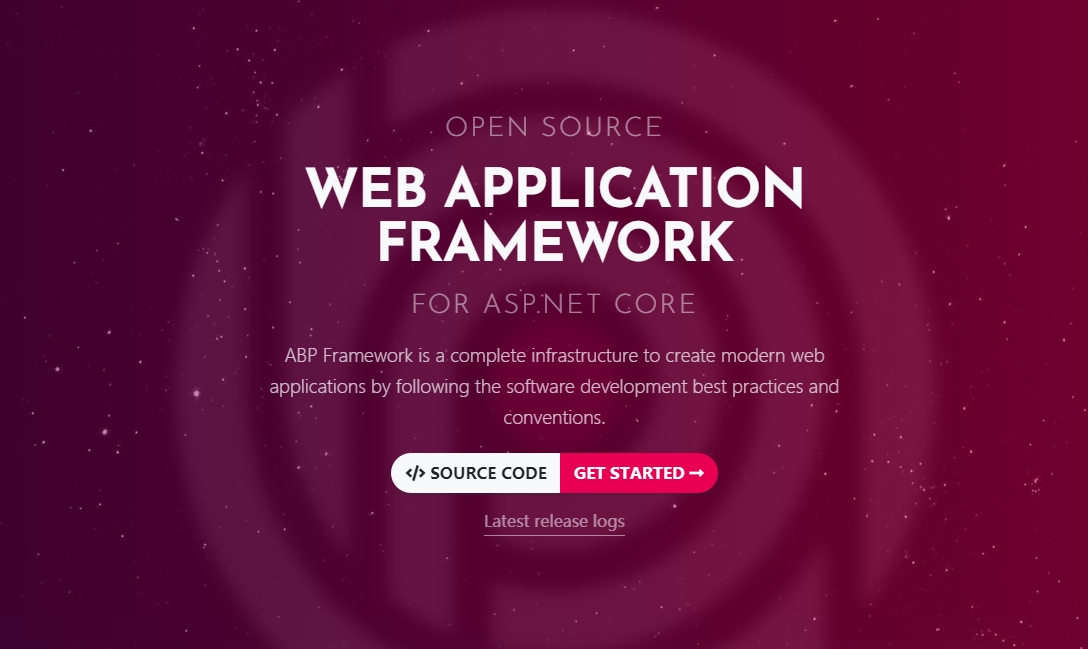 OPEN SOURCE
WEB APPLICATION
FRAMEWORK
FOR ASP.NET CORE
ABP Framework is a complete infrastructure to create modern web
applications by following the software development best practices and
conventions.
</> SOURCE CODE GET STARTED →
Latest release logs